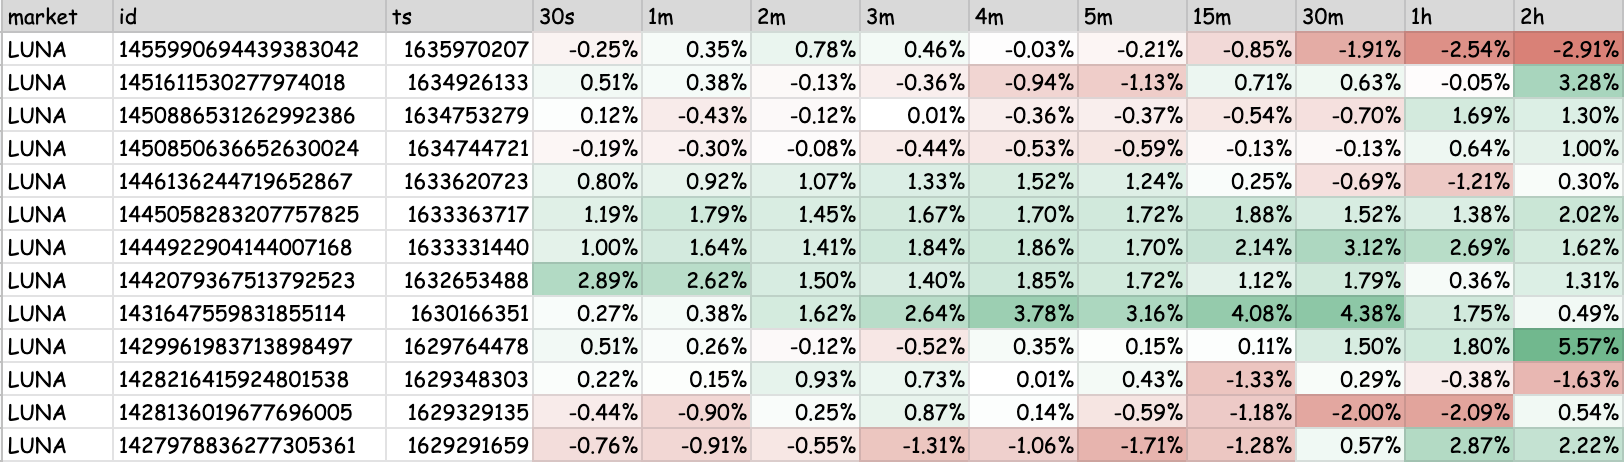 market id ts 30s 1m 2m 3m 4m 5m 15m 30m 1h 2h
LUNA 1455990694439383042 1635970207 -0.25% 0.35% 0.78% 0.46% -0.03% -0.21% -0.85% -1.91% -2.54% -2.91%
LUNA 1451611530277974018 1634926133 0.51% 0.38% -0.13% -0.36% -0.94% -1.13% 0.71% 0.63% -0.05% 3.28%
LUNA 1450886531262992386 1634753279 0.12% -0.43% -0.12% 0.01% -0.36% -0.37% -0.54% -0.70% 1.69% 1.30%
LUNA 1450850636652630024 1634744721 -0.19% -0.30% -0.08% -0.44% -0.53% -0.59% -0.13% -0.13% 0.64% 1.00%
LUNA 1446136244719652867 1633620723 0.80% 0.92% 1.07% 1.33% 1.52% 1.24% 0.25% -0.69% -1.21% 0.30%
LUNA 1445058283207757825 1633363717 1.19% 1.79% 1.45% 1.67% 1.70% 1.72% 1.88% 1.52% 1.38% 2.02%
LUNA 1444922904144007168 1633331440 1.00% 1.64% 1.41% 1.84% 1.86% 1.70% 2.14% 3.12% 2.69% 1.62%
LUNA 1442079367513792523 1632653488 2.89% 2.62% 1.50% 1.40% 1.85% 1.72% 1.12% 1.79% 0.36% 1.31%
LUNA 1431647559831855114 1630166351 0.27% 0.38% 1.62% 2.64% 3.78% 3.16% 4.08% 4.38% 1.75% 0.49%
LUNA 1429961983713898497 1629764478 0.51% 0.26% -0.12% -0.52% 0.35% 0.15% 0.11% 1.50% 1.80% 5.57%
LUNA 1428216415924801538 1629348303 0.22% 0.15% 0.93% 0.73% 0.01% 0.43% -1.33% 0.29% -0.38% -1.63%
LUNA 1428136019677696005 1629329135 -0.44% -0.90% 0.25% 0.87% 0.14% -0.59% -1.18% -2.00% -2.09% 0.54%
LUNA 1427978836277305361 1629291659 -0.76% -0.91% -0.55% -1.31% -1.06% -1.71% -1.28% 0.57% 2.87% 2.22%